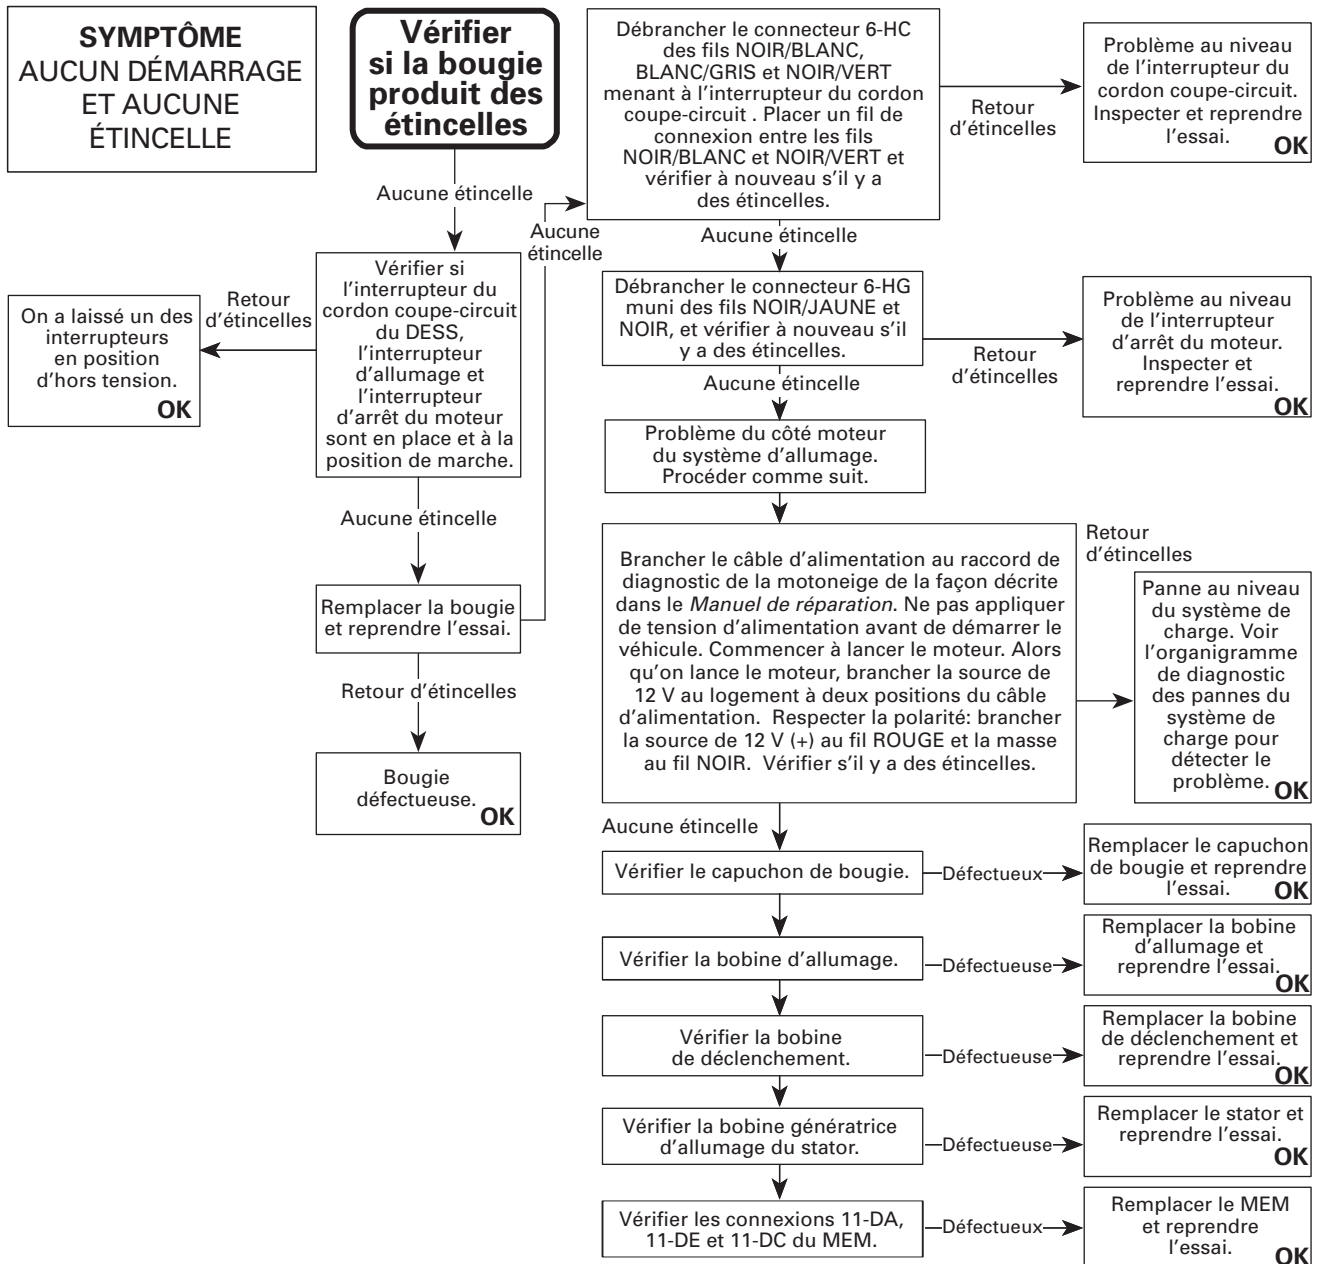 SYMPTÔME
AUCUN DÉMARRAGE
ET AUCUNE
ÉTINCELLE
Vérifier
si la bougie
produit des
étincelles
Aucune étincelle
Vérifier si
l'interrupteur du
cordon coupe-circuit
du DESS,
l'interrupteur
d'allumage et
l'interrupteur
d'arrêt du moteur
sont en place et à la
position de marche.
Retour
d'étincelles
On a laissé un des
interrupteurs
en position
d'hors tension.
OK
Aucune étincelle
Remplacer la bougie
et reprendre l'essai.
Retour d'étincelles
Bougie
défectueuse.
OK
Aucune
étincelle
Débrancher le connecteur 6-HC
des fils NOIR/BLANC,
BLANC/GRIS et NOIR/VERT
menant à l'interrupteur du cordon
coupe-circuit . Placer un fil de
connexion entre les fils
NOIR/BLANC et NOIR/VERT et
vérifier à nouveau s'il y a
des étincelles.
Retour
d'étincelles
Problème au niveau
de l'interrupteur du
cordon coupe-circuit.
Inspecter et reprendre
l'essai.
OK
Aucune étincelle
Débrancher le connecteur 6-HG
muni des fils NOIR/JAUNE et
NOIR, et vérifier à nouveau s'il
y a des étincelles.
Retour
d'étincelles
Problème au niveau
de l'interrupteur
d'arrêt du moteur.
Inspecter et
reprendre l'essai.
OK
Aucune étincelle
Problème du côté moteur
du système d'allumage.
Procéder comme suit.
Brancher le câble d'alimentation au raccord de
diagnostic de la motoneige de la façon décrite
dans le Manuel de réparation. Ne pas appliquer
de tension d'alimentation avant de démarrer le
véhicule. Commencer à lancer le moteur. Alors
qu'on lance le moteur, brancher la source de
12 V au logement à deux positions du câble
d'alimentation. Respecter la polarité: brancher
la source de 12 V (+) au fil ROUGE et la masse
au fil NOIR. Vérifier s'il y a des étincelles.
Retour
d'étincelles
Panne au niveau
du système de
charge. Voir
l'organigramme
de diagnostic
des pannes du
système de
charge pour
détecter le
problème.
OK
Aucune étincelle
Vérifier le capuchon de bougie.
Défectueux
Remplacer le capuchon
de bougie et reprendre
l'essai.
OK
Vérifier la bobine d'allumage.
Défectueuse
Remplacer la bobine
d'allumage et
reprendre l'essai.
OK
Vérifier la bobine
de déclenchement.
Défectueuse
Remplacer la bobine
de déclenchement et
reprendre l'essai.
OK
Vérifier la bobine génératrice
d'allumage du stator.
Défectueuse
Remplacer le stator et
reprendre l'essai.
OK
Vérifier les connexions 11-DA,
11-DE et 11-DC du MEM.
Défectueux
Remplacer le MEM
et reprendre
l'essai.
OK